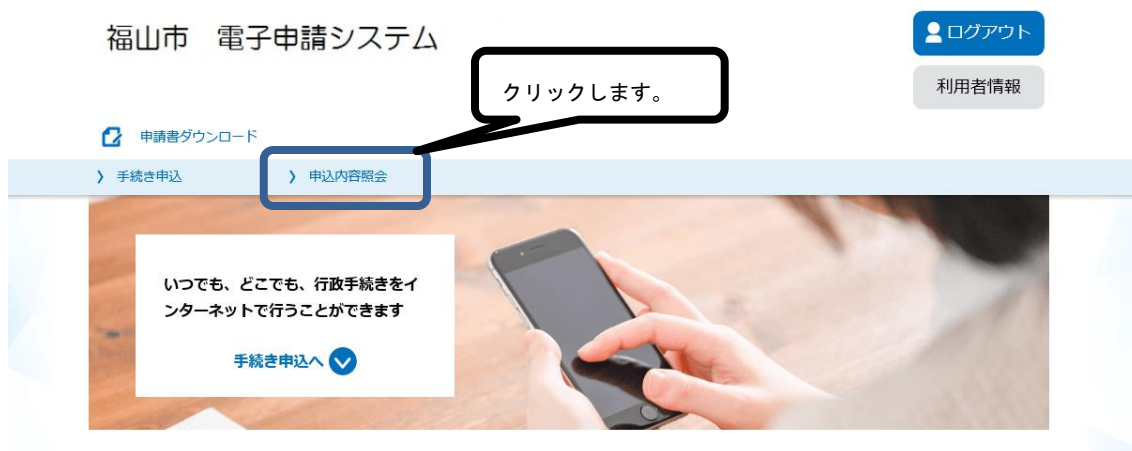 福山市 電子申請システム
ログアウト
クリックします。
利用者情報
申請書ダウンロード
手続き申込
申込内容照会
いつでも、どこでも、行政手続きをイ
ンターネットで行うことができます
手続き申込へ